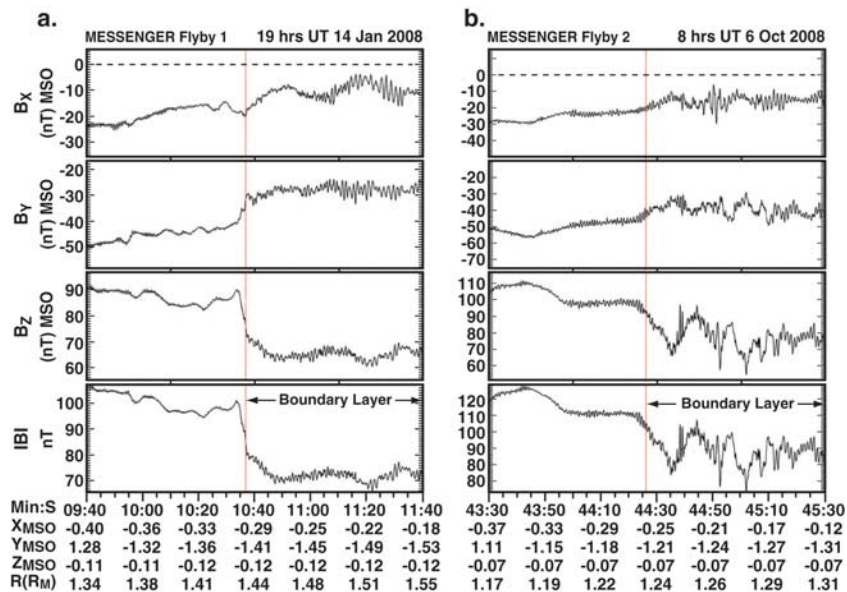 a.
MESSENGER Flyby 1 19 hrs UT 14 Jan 2008
0
-10
-20
-30
BX
(nT) MSO
-20
-30
-40
-50
BY
(nT) MSO
90
80
70
60
BZ
(nT) MSO
100
90
80
70
IBI
nT
Boundary Layer
b.
MESSENGER Flyby 2 8 hrs UT 6 Oct 2008
0
-10
-20
-30
-40
-10
-20
-30
-40
-50
-60
-70
110
100
90
80
70
60
120
110
100
90
80
70
Boundary Layer
Min:S 09:40 10:00 10:20 10:40 11:00 11:20 11:40 43:30 43:50 44:10 44:30 44:50 45:10 45:30
XMSO -0.40 -0.36 -0.33 -0.29 -0.25 -0.22 -0.18 -0.37 -0.33 -0.29 -0.25 -0.21 -0.17 -0.12
YMSO 1.28 -1.32 -1.36 -1.41 -1.45 -1.49 -1.53 1.11 -1.15 -1.18 -1.21 -1.24 -1.27 -1.31
ZMSO -0.11 -0.11 -0.12 -0.12 -0.12 -0.12 -0.12 -0.07 -0.07 -0.07 -0.07 -0.07 -0.07 -0.07
R(RM) 1.34 1.38 1.41 1.44 1.48 1.51 1.55 1.17 1.19 1.22 1.24 1.26 1.29 1.31